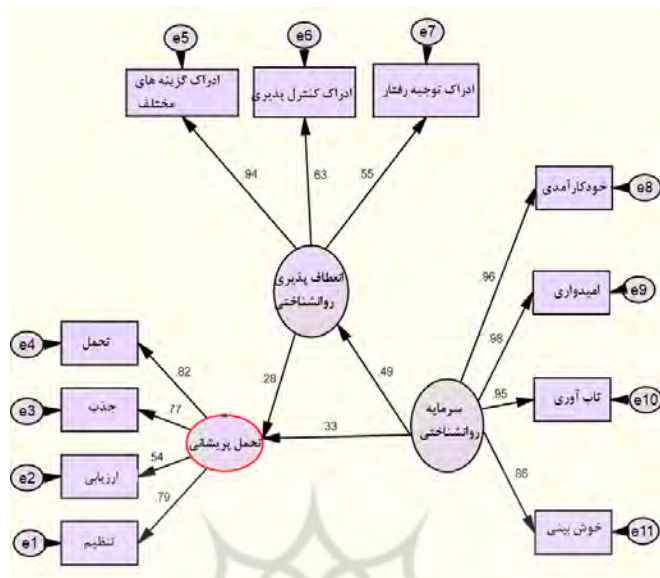 e5
e6
e7
ادراک گزینه های
مختلف
ادراک کنترل پذیری
ادراک توجیه رفتار
.94
.63
.55
خودکارآمدی
e8
.96
انعطاف پذیری
روانشناختی
امیدواری
e9
.98
e4
تحمل
.82
.28
.49
تاب آوری
e10
.95
سرمایه
روانشناختی
e3
جذب
.77
تحمل پریشانی
.33
e2
ارزیابی
.54
.86
e1
تنظیم
.79
خوش بینی
e11